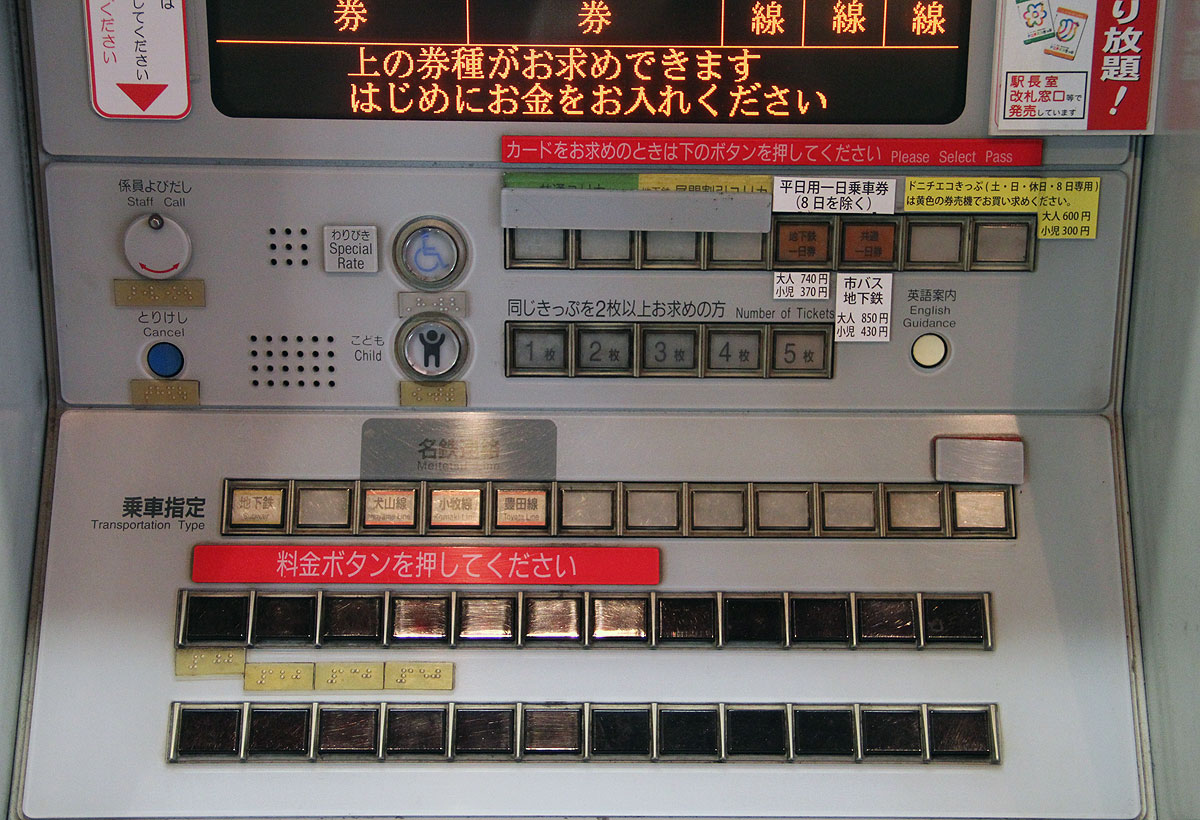 してください
ください
券
券
線
線
線
上の券種がお求めできます
はじめにお金をお入れください
り放題！
駅長室
改札窓口等で
発売しています
カードをお求めのときは下のボタンを押してください Please Select Pass
係員よびだし
Staff Call
わりびき
Special
Rate
平日用一日乗車券
（8日を除く）
ドニチエコきっぷ(土・日・休日・8日専用)
は黄色の券売機でお買い求めください。
大人600円
小児300円
地下鉄
一日券
共通
一日券
大人 740円
小児 370円
市バス
地下鉄
大人 850円
小児 430円
とりけし
Cancel
こども
Child
同じきっぷを2枚以上お求めの方 Number of Tickets
1枚
2枚
3枚
4枚
5枚
英語案内
English
Guidance
名鉄連絡
Meitetsu Line
乗車指定
Transportation Type
地下鉄
犬山線
小牧線
豊田線
料金ボタンを押してください